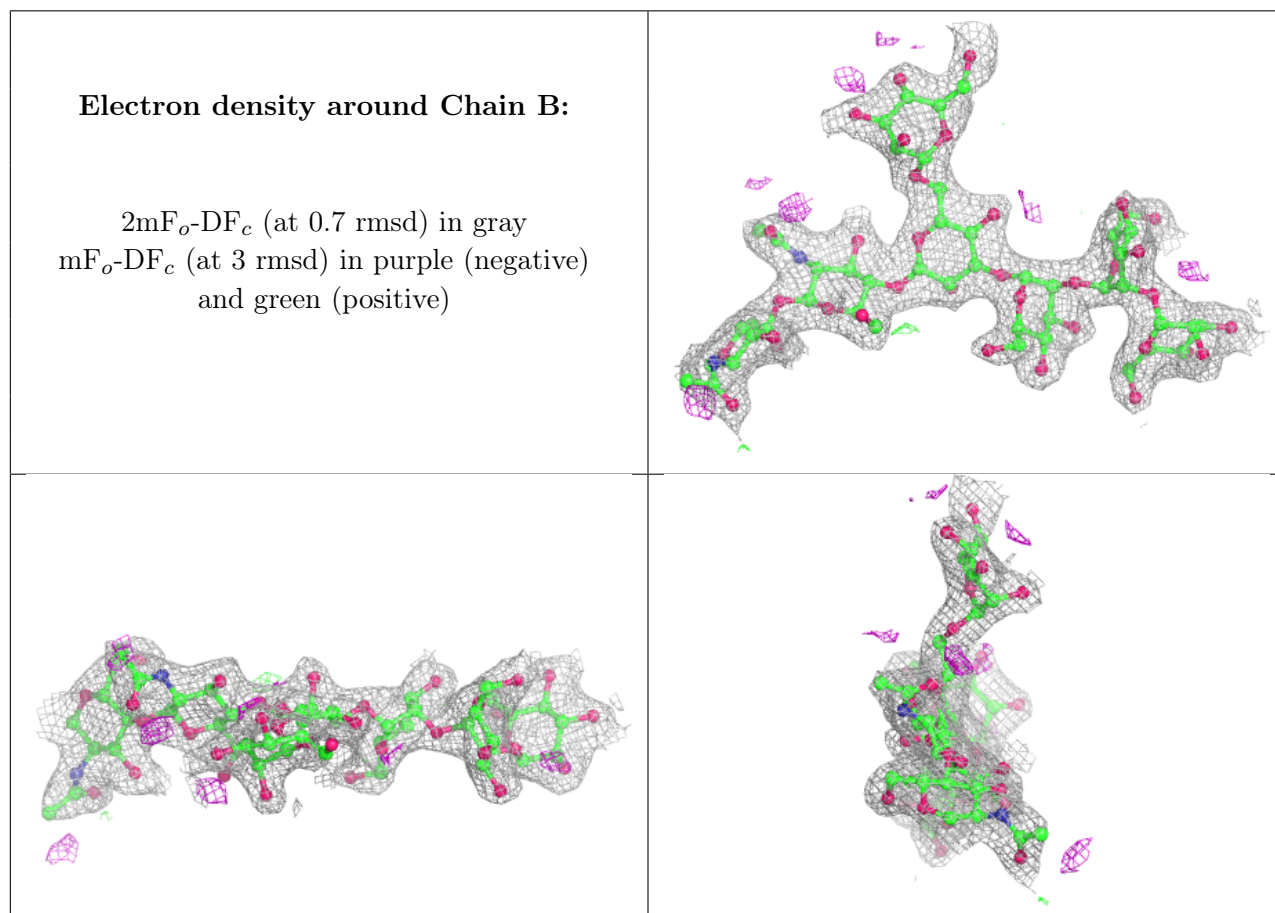 Electron density around Chain B:
2mFo-DFc (at 0.7 rmsd) in gray
mFo-DFc (at 3 rmsd) in purple (negative)
and green (positive)